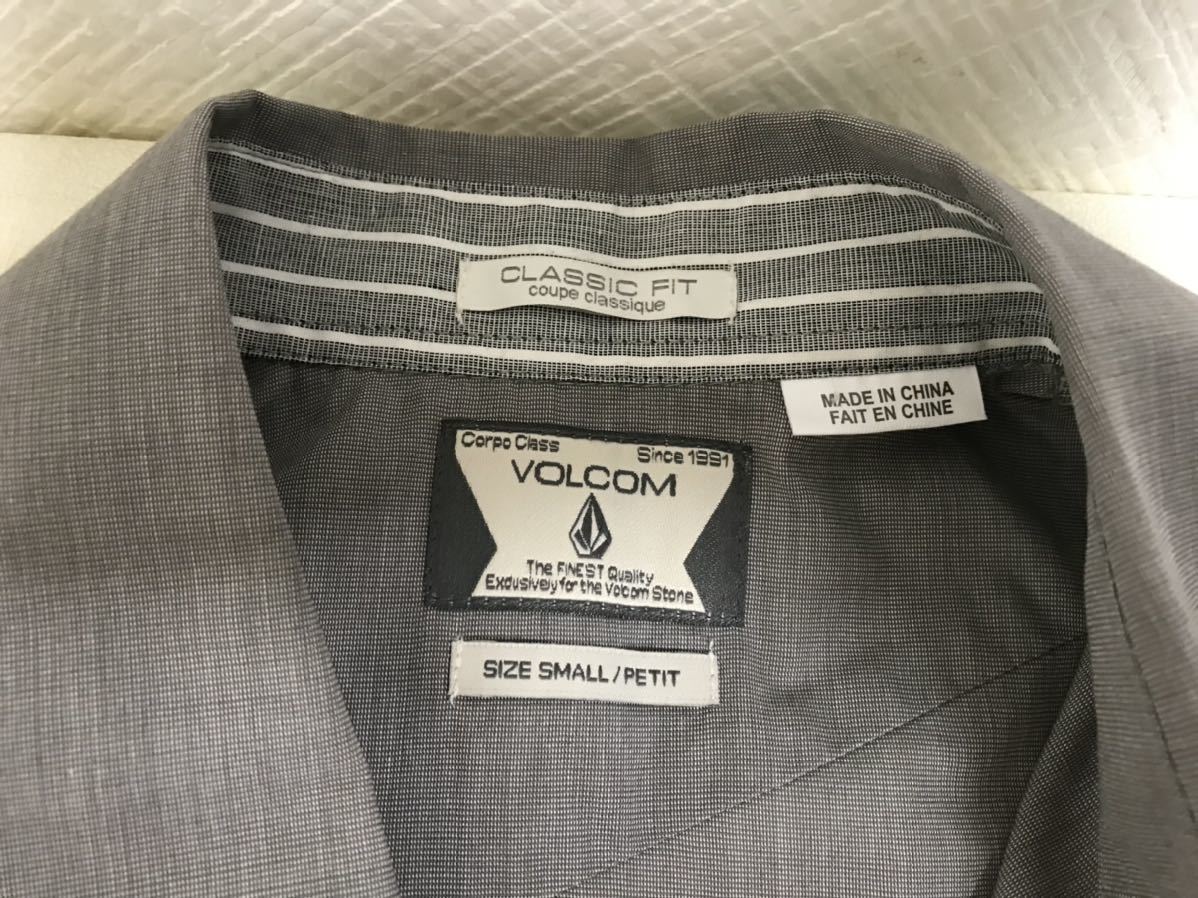 CLASSIC FIT
coupe classique
MADE IN CHINA
FAIT EN CHINE
Corpo Class Since 1991
VOLCOM
The FINEST Quality
Exclusively for the Volcom Stone
SIZE SMALL/PETIT